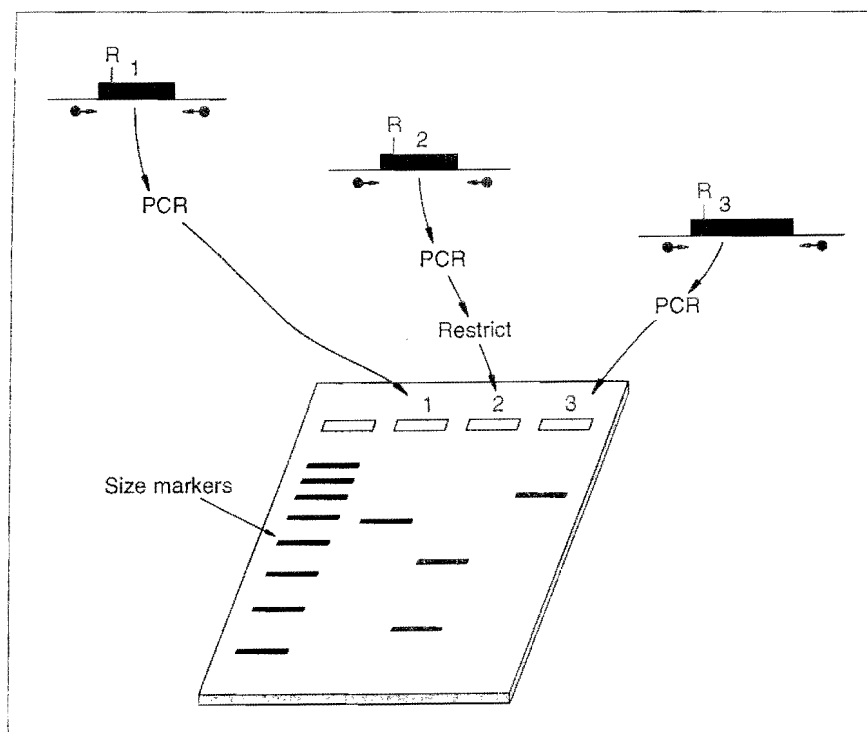 R 1
R 2
PCR
R 3
PCR
PCR
Restrict
1 2 3
Size markers